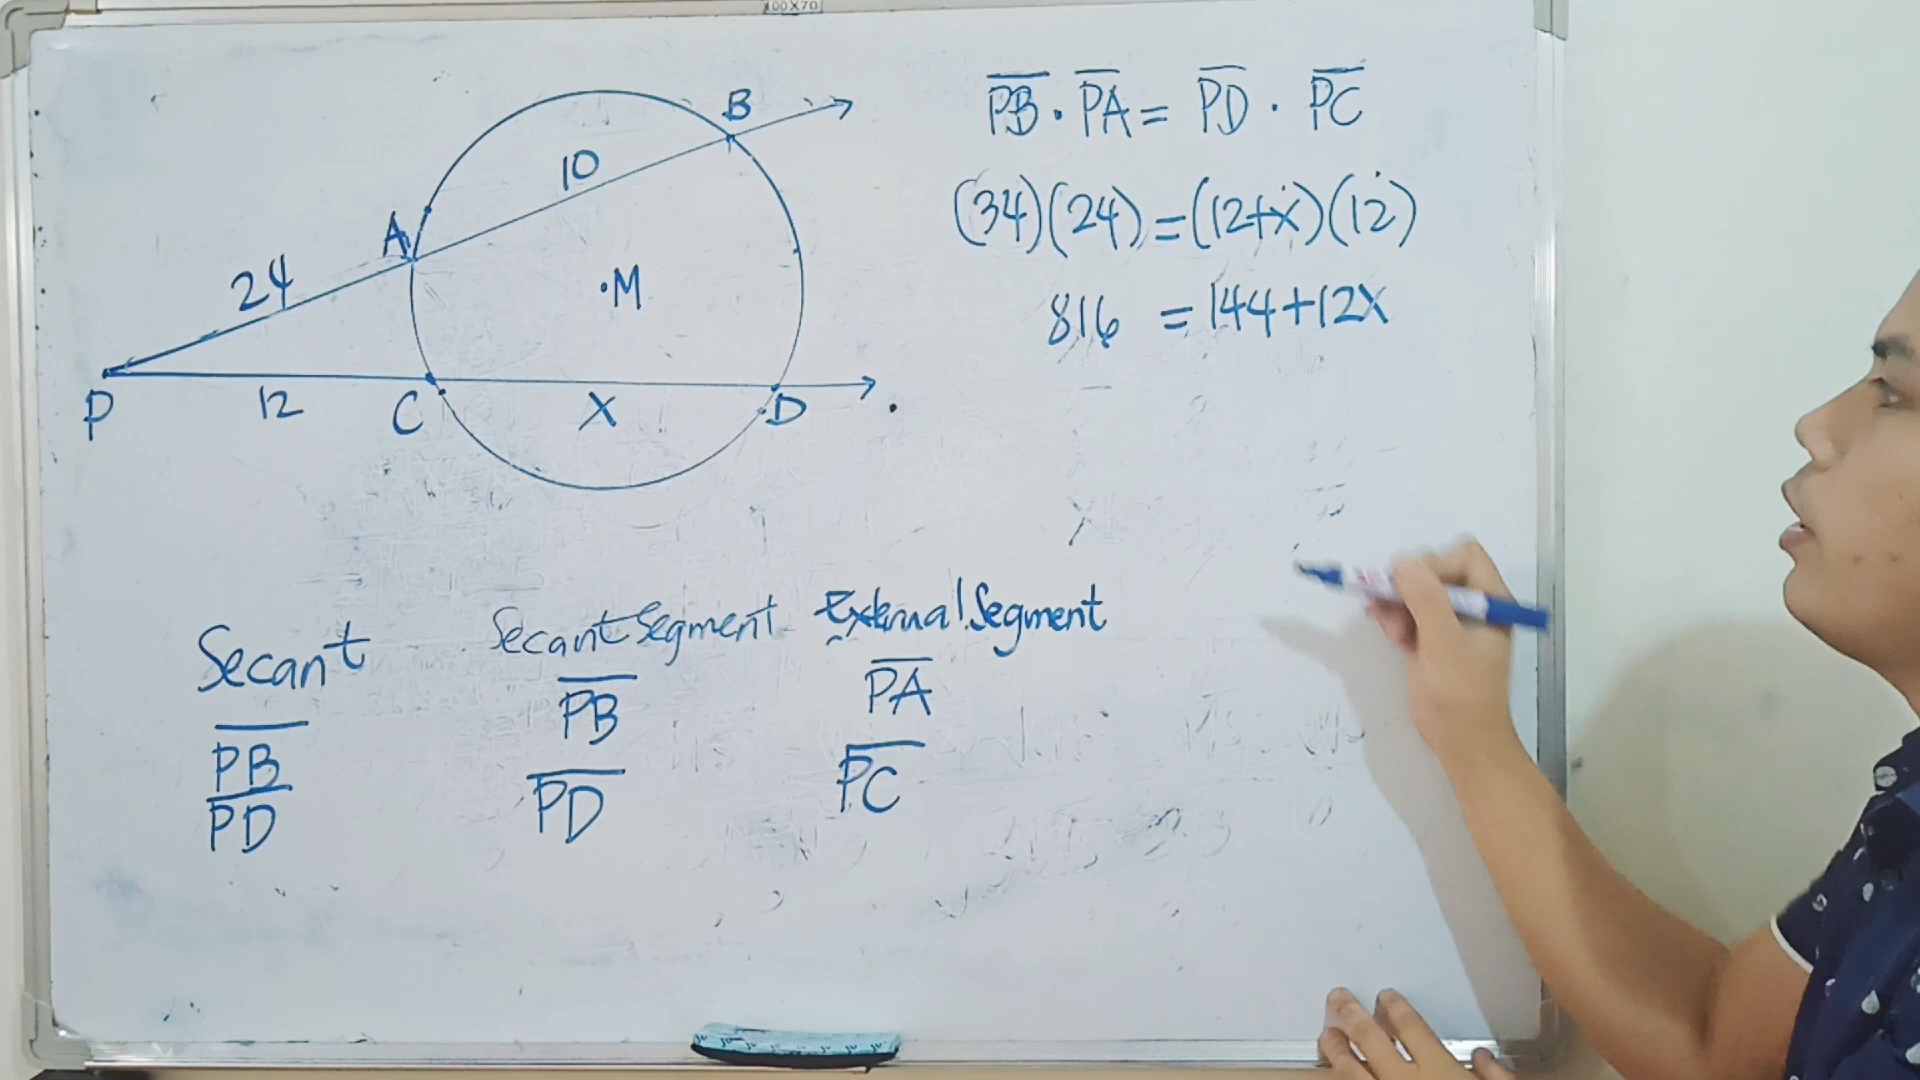 100X70
B
10
A
24
.M
P
12
C
X
D
PB · PA = PD · PC
(34)(24)=(12+x)(12)
816 = 144+12X
Secant
PB
PD
Secant Segment
PB
PD
External Segment
PA
PC